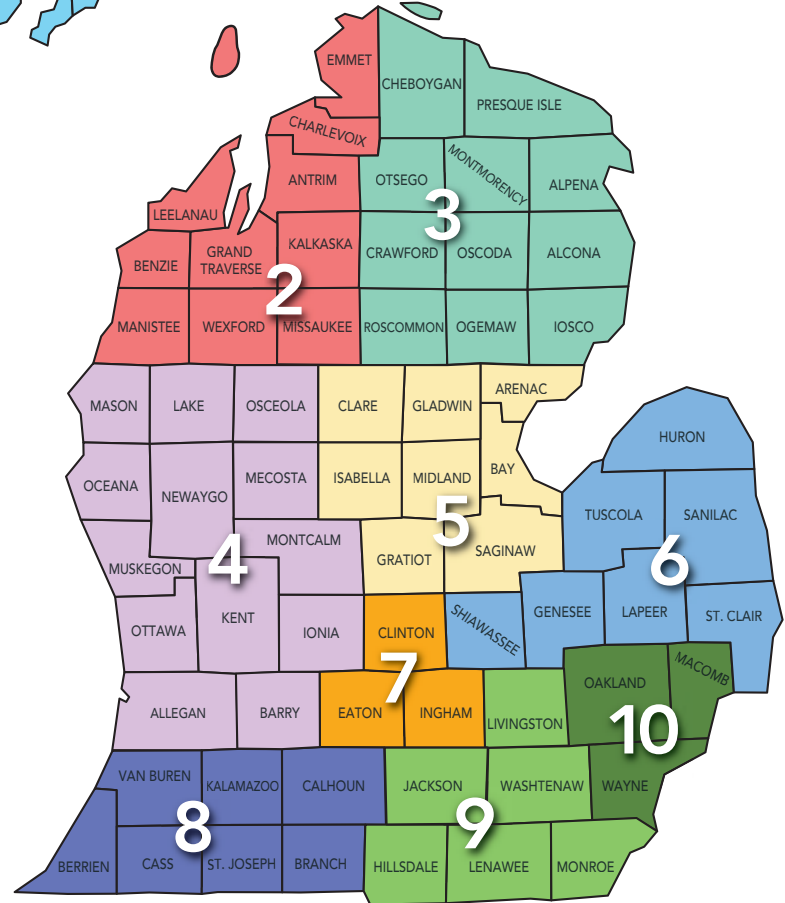 EMMET
CHEBOYGAN
PRESQUE ISLE
CHARLEVOIX
ANTRIM
OTSEGO
MONTMORENCY
ALPENA
LEELANAU
3
BENZIE
GRAND
TRAVERSE
KALKASKA
CRAWFORD
OSCODA
ALCONA
2
MANISTEE
WEXFORD
MISSAUKEE
ROSCOMMON
OGEMAW
IOSCO
MASON
LAKE
OSCEOLA
CLARE
GLADWIN
ARENAC
HURON
OCEANA
NEWAYGO
MECOSTA
ISABELLA
MIDLAND
BAY
TUSCOLA
SANILAC
5
MONTCALM
MUSKEGON
4
GRATIOT
SAGINAW
6
OTTAWA
KENT
IONIA
CLINTON
SHIAWASSEE
GENESEE
LAPEER
ST. CLAIR
7
ALLEGAN
BARRY
EATON
INGHAM
LIVINGSTON
OAKLAND
MACOMB
10
VAN BUREN
KALAMAZOO
CALHOUN
JACKSON
WASHTENAW
WAYNE
8
9
BERRIEN
CASS
ST. JOSEPH
BRANCH
HILLSDALE
LENAWEE
MONROE